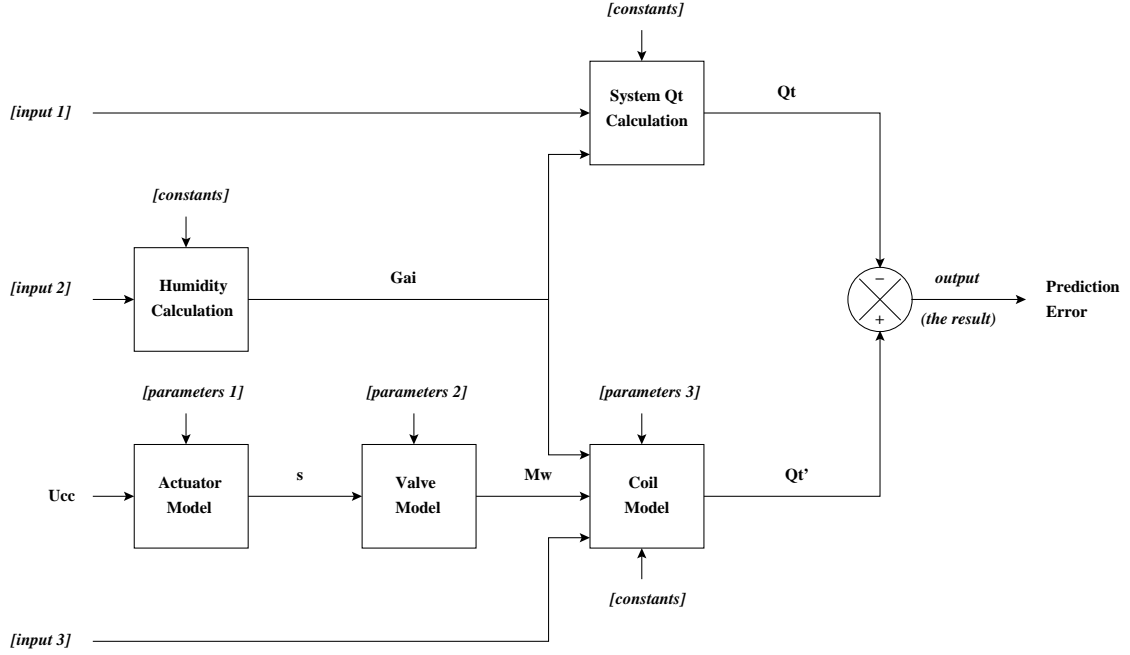 [constants]
[input 1]
System Qt
Calculation
Qt
[constants]
[input 2]
Humidity
Calculation
Gai
−
+
output
(the result)
Prediction
Error
[parameters 1]
[parameters 2]
[parameters 3]
Ucc
Actuator
Model
s
Valve
Model
Mw
Coil
Model
Qt’
[constants]
[input 3]